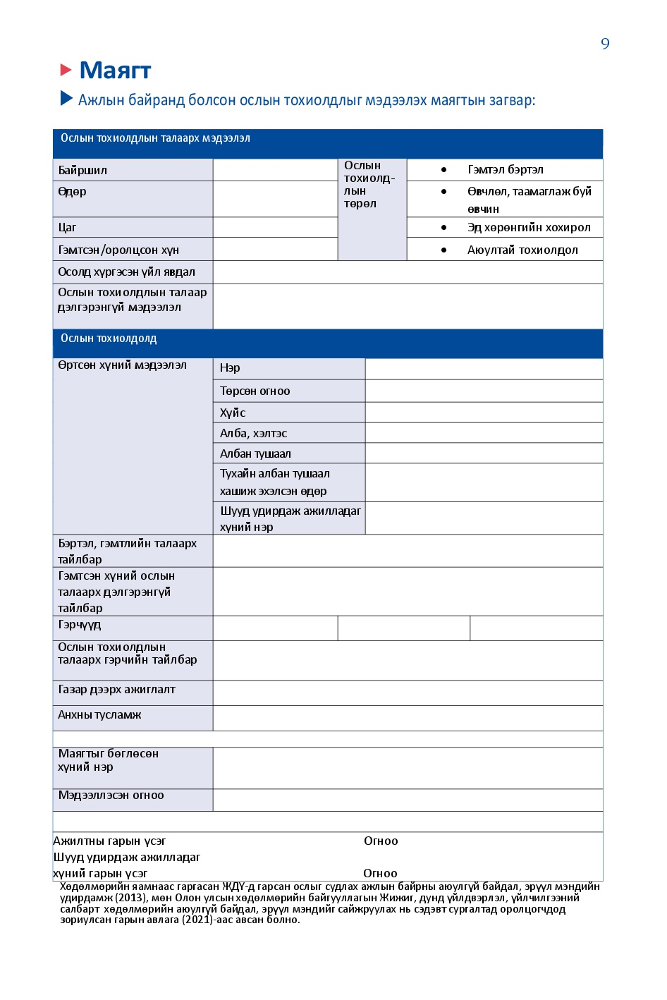 9
Маягт
Ажлын байранд болсон ослын тохиолдлыг мэдээлэх маягтын загвар:
Ослын тохиолдлын талаарх мэдээлэл
Байршил
Ослын
тохиолд-
лын
төрөл
• Гэмтэл бэртэл
Өдөр
• Өвчлөл, таамаглаж буй
өвчин
Цаг
• Эд хөрөнгийн хохирол
Гэмтсэн/оролцсон хүн
• Аюултай тохиолдол
Осолд хүргэсэн үйл явдал
Ослын тохиолдлын талаар
дэлгэрэнгүй мэдээлэл
Ослын тохиолдолд
Өртсөн хүний мэдээлэл
Нэр
Төрсөн огноо
Хүйс
Алба, хэлтэс
Албан тушаал
Тухайн албан тушаал
хашиж эхэлсэн өдөр
Шууд удирдаж ажилладаг
хүний нэр
Бэртэл, гэмтлийн талаарх
тайлбар
Гэмтсэн хүний ослын
талаарх дэлгэрэнгүй
тайлбар
Гэрчүүд
Ослын тохиолдлын
талаарх гэрчийн тайлбар
Газар дээрх ажиглалт
Анхны тусламж
Маягтыг бөглөсөн
хүний нэр
Мэдээллэсэн огноо
Ажилтны гарын үсэг Огноо
Шууд удирдаж ажилладаг
хүний гарын үсэг Огноо
Хөдөлмөрийн яамнаас гаргасан ЖДҮ-д гарсан ослыг судлах ажлын байрны аюулгүй байдал, эрүүл мэндийн
удирдамж (2013), мөн Олон улсын хөдөлмөрийн байгууллагын Жижиг, дунд үйлдвэрлэл, үйлчилгээний
салбарт хөдөлмөрийн аюулгүй байдал, эрүүл мэндийг сайжруулах нь сэдэвт сургалтад оролцогчдод
зориулсан гарын авлага (2021)-аас авсан болно.